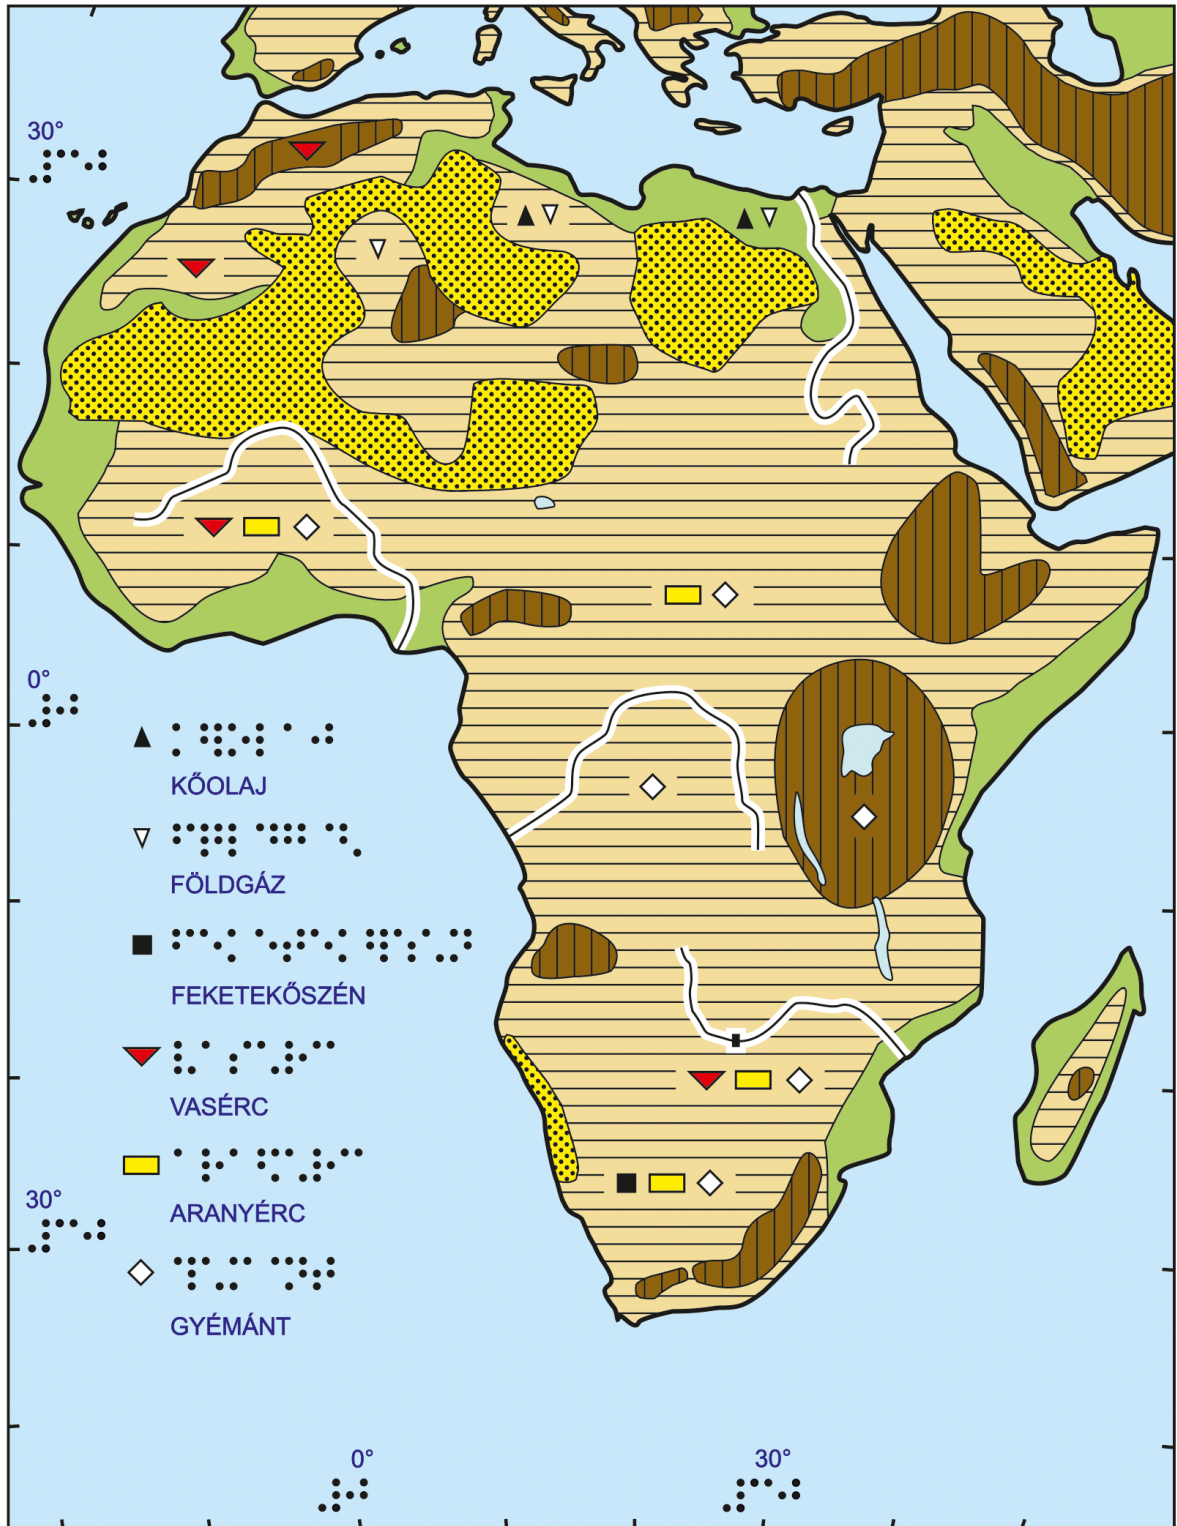 30°
0°
KŐOLAJ
FÖLDGÁZ
FEKETEKŐSZÉN
VASÉRC
ARANYÉRC
30°
GYÉMÁNT
0° 30°